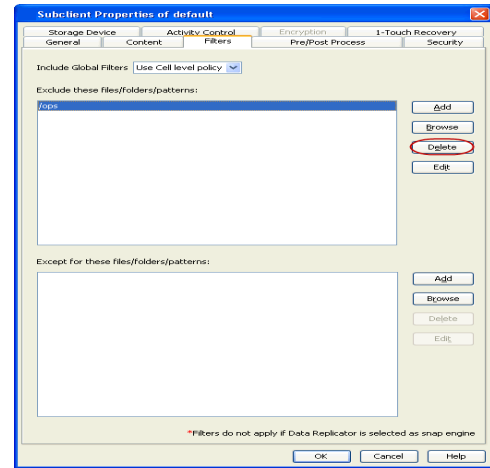 Subclient Properties of default
Storage Device Activity Control Encryption 1-Touch Recovery
General Content Filters Pre/Post Process Security
Include Global Filters Use Cell level policy
Exclude these files/folders/patterns:
/ops
Add
Browse
Delete
Edit
Except for these files/folders/patterns:
Add
Browse
Delete
Edit
*Filters do not apply if Data Replicator is selected as snap engine
OK Cancel Help